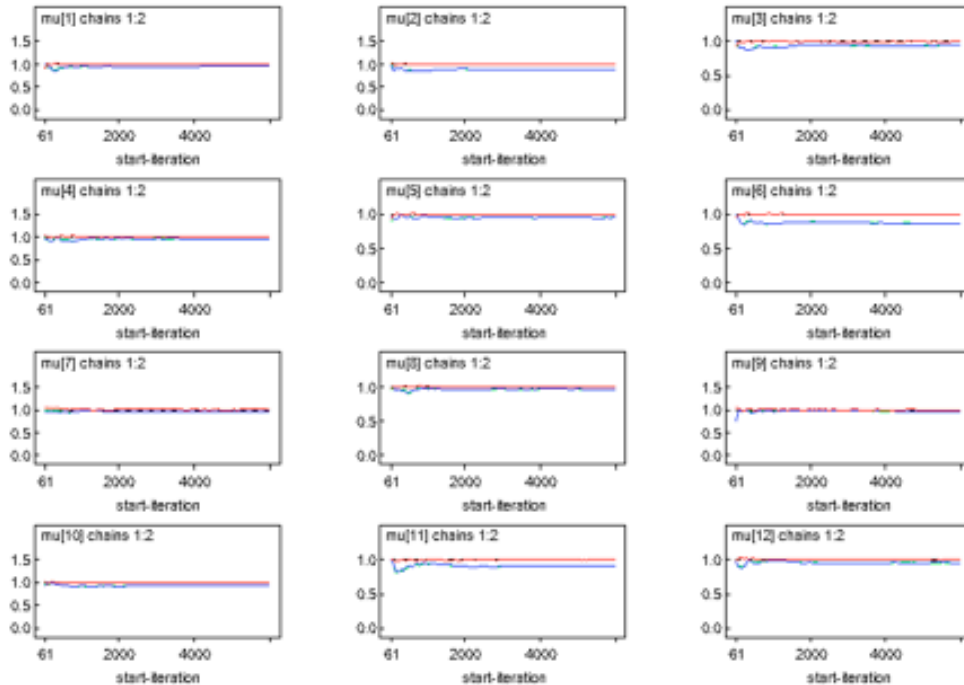 mu[1] chains 1:2
1.5
1.0
0.5
0.0
61 2000 4000
start-iteration
mu[2] chains 1:2
1.5
1.0
0.5
0.0
61 2000 4000
start-iteration
mu[3] chains 1:2
1.0
0.5
0.0
61 2000 4000
start-iteration
mu[4] chains 1:2
1.5
1.0
0.5
0.0
61 2000 4000
start-iteration
mu[5] chains 1:2
1.0
0.5
0.0
61 2000 4000
start-iteration
mu[6] chains 1:2
1.0
0.5
0.0
61 2000 4000
start-iteration
mu[7] chains 1:2
1.5
1.0
0.5
0.0
61 2000 4000
start-iteration
mu[8] chains 1:2
1.0
0.5
0.0
61 2000 4000
start-iteration
mu[9] chains 1:2
1.5
1.0
0.5
0.0
61 2000 4000
start-iteration
mu[10] chains 1:2
1.5
1.0
0.5
0.0
61 2000 4000
start-iteration
mu[11] chains 1:2
1.0
0.5
0.0
61 2000 4000
start-iteration
mu[12] chains 1:2
1.0
0.5
0.0
61 2000 4000
start-iteration